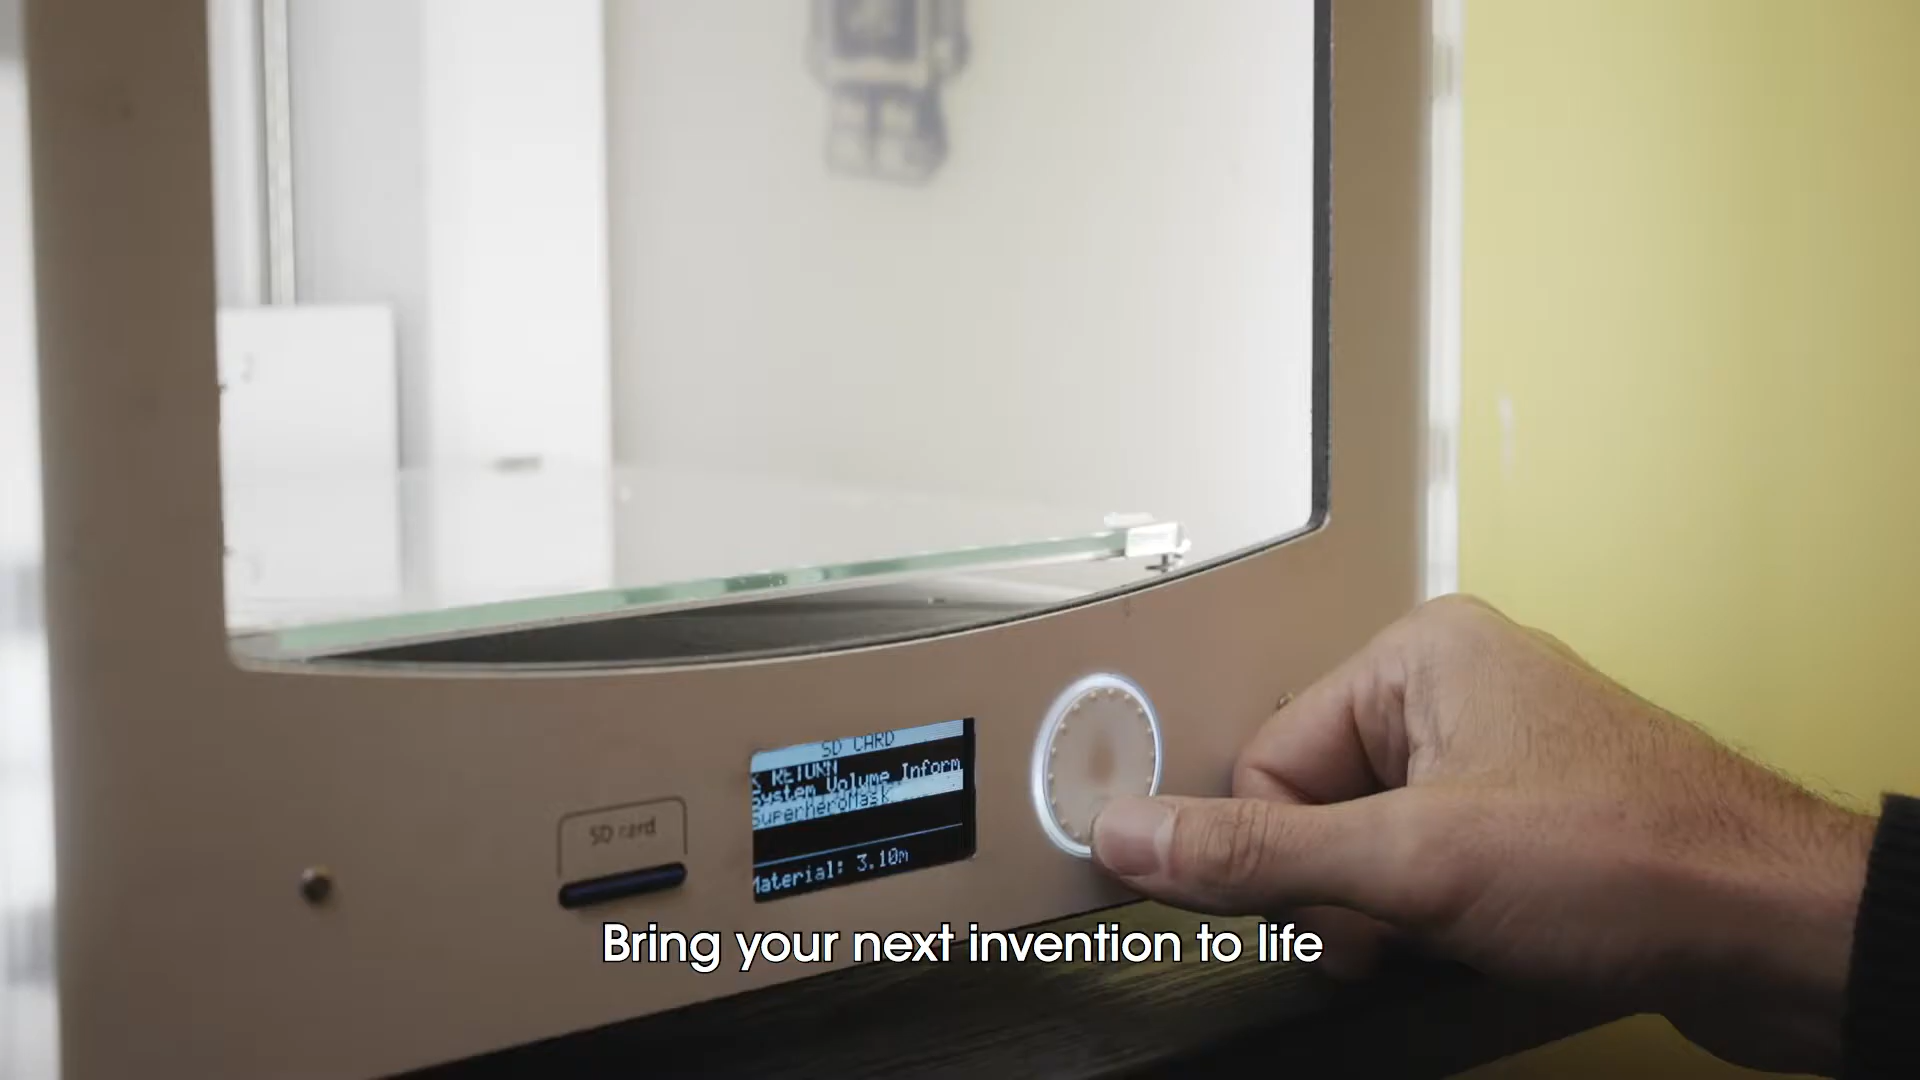 SD CARD
< RETURN
System Volume Inform
SuperheroMask
Material: 3.10m
SD card
Bring your next invention to life